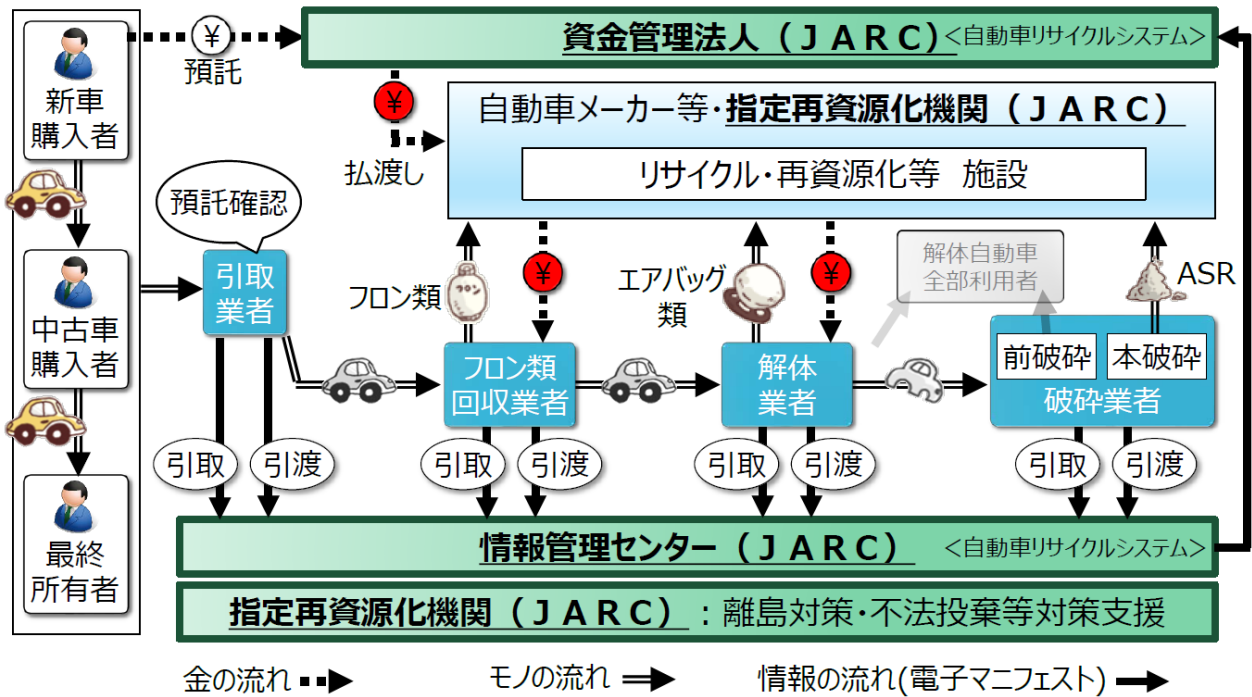 資金管理法人（ＪＡＲＣ）<自動車リサイクルシステム>
¥
預託
新車
購入者
¥
払渡し
自動車メーカー等・指定再資源化機関（ＪＡＲＣ）
リサイクル・再資源化等　施設
預託確認
引取
業者
中古車
購入者
フロン類
フロン
¥
エアバッグ
類
¥
解体自動車
全部利用者
ASR
フロン類
回収業者
解体
業者
前破砕
本破砕
破砕業者
引取
引渡
引取
引渡
引取
引渡
引取
引渡
最終
所有者
情報管理センター（ＪＡＲＣ）　<自動車リサイクルシステム>
指定再資源化機関（ＪＡＲＣ）：離島対策・不法投棄等対策支援
金の流れ
モノの流れ
情報の流れ(電子マニフェスト)